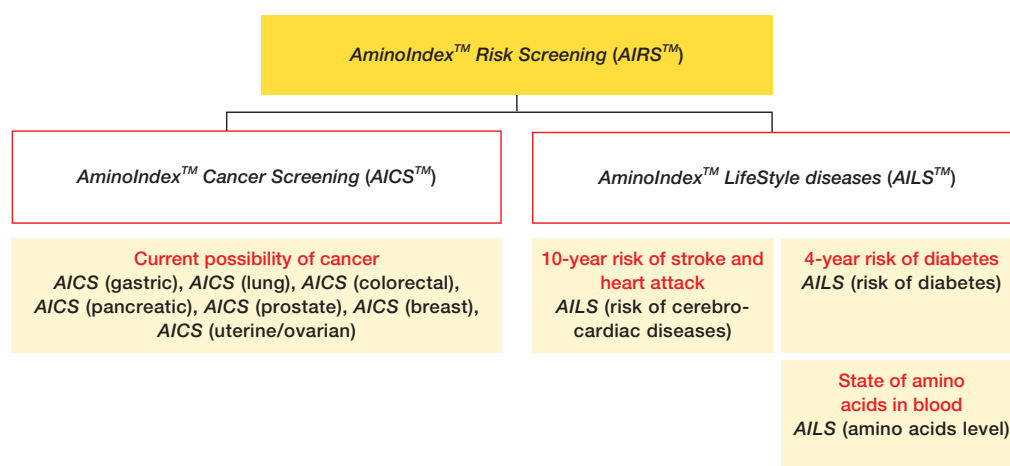 AminoIndex™ Risk Screening (AIRS™)
AminoIndex™ Cancer Screening (AICS™)
AminoIndex™ LifeStyle diseases (AILS™)
Current possibility of cancer
AICS (gastric), AICS (lung), AICS (colorectal),
AICS (pancreatic), AICS (prostate), AICS (breast),
AICS (uterine/ovarian)
10-year risk of stroke and
heart attack
AILS (risk of cerebro-
cardiac diseases)
4-year risk of diabetes
AILS (risk of diabetes)
State of amino
acids in blood
AILS (amino acids level)